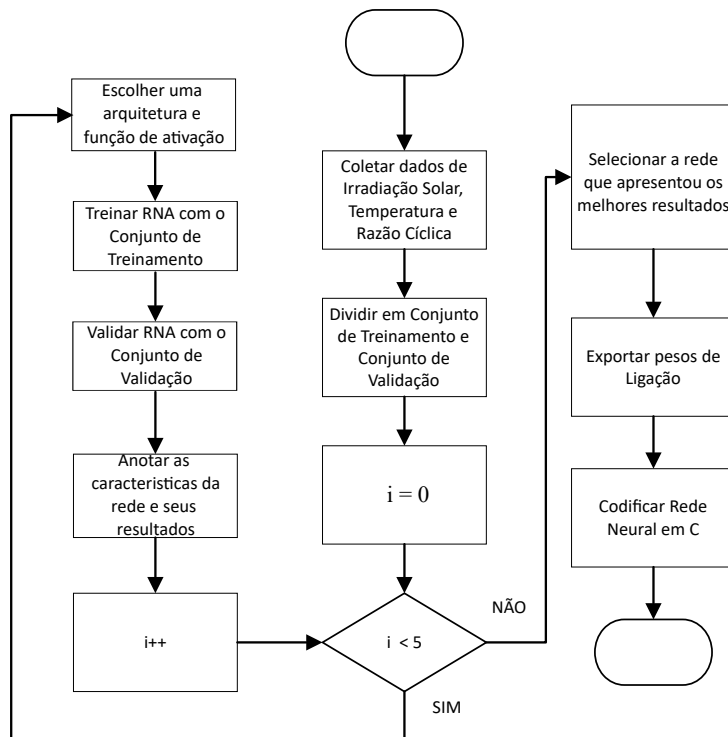 Escolher uma
arquitetura e
função de ativação
Treinar RNA com o
Conjunto de
Treinamento
Validar RNA com o
Conjunto de
Validação
Anotar as
caracteristicas da
rede e seus
resultados
i++
Coletar dados de
Irradiação Solar,
Temperatura e
Razão Cíclica
Dividir em Conjunto
de Treinamento e
Conjunto de
Validação
i = 0
i < 5
NÃO
SIM
Selecionar a rede
que apresentou os
melhores resultados
Exportar pesos de
Ligação
Codificar Rede
Neural em C